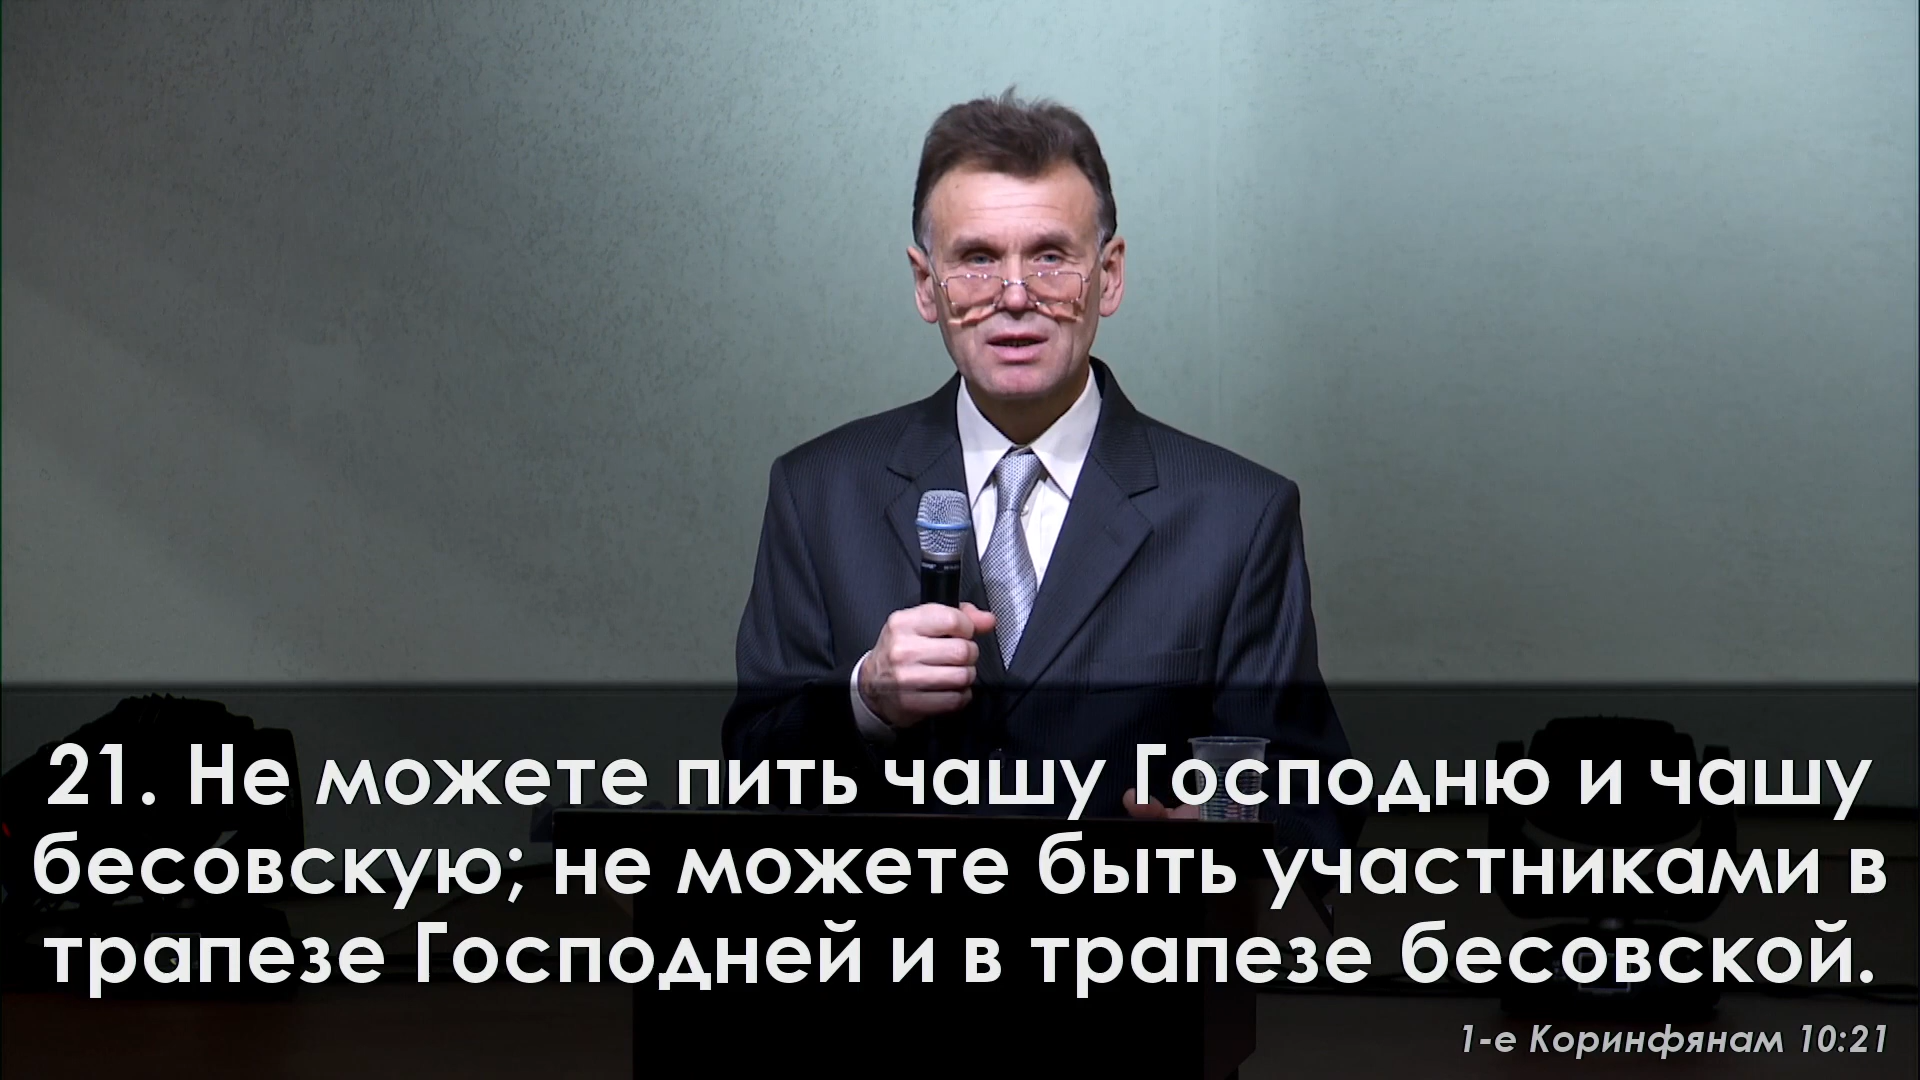 21. Не можете пить чашу Господню и чашу
бесовскую; не можете быть участниками в
трапезе Господней и в трапезе бесовской.
1-е Коринфянам 10:21